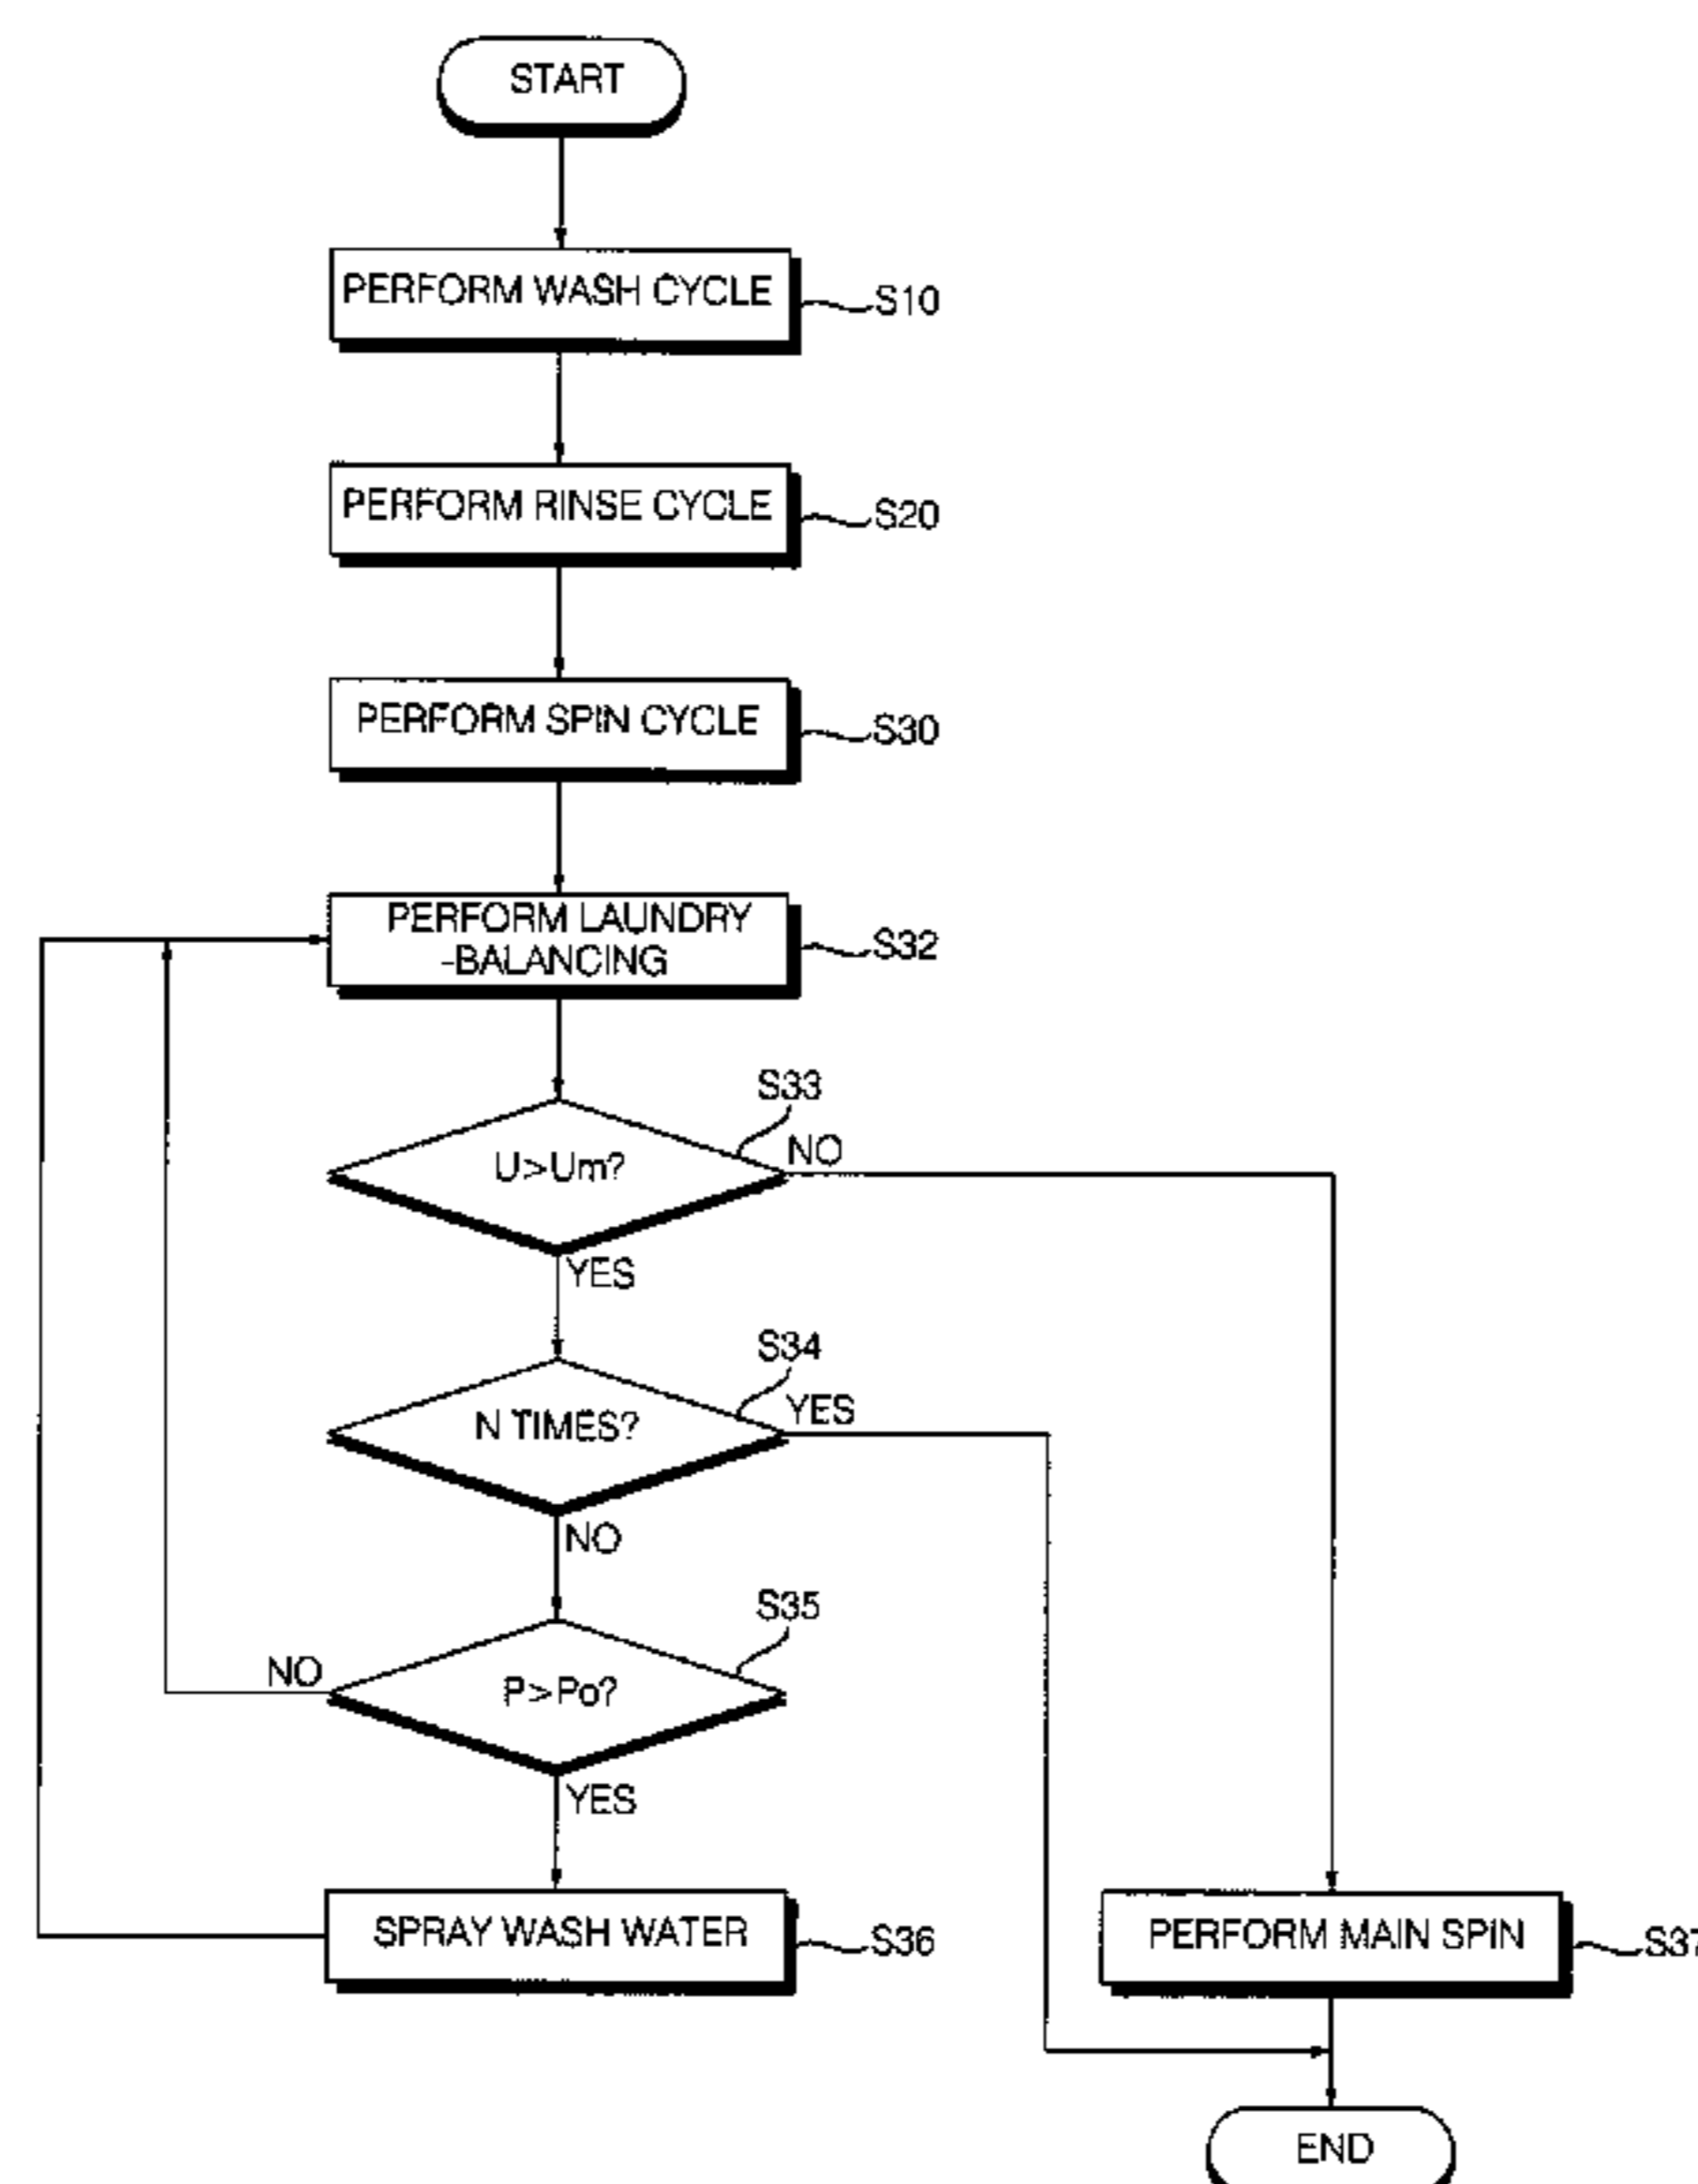 START
PERFORM WASH CYCLE
S10
PERFORM RINSE CYCLE
S20
PERFORM SPIN CYCLE
S30
PERFORM LAUNDRY
-BALANCING
S32
S33
U>Um?
NO
YES
S34
N TIMES?
YES
NO
S35
NO
P>Po?
YES
SPRAY WASH WATER
S36
PERFORM MAIN SPIN
S37
END